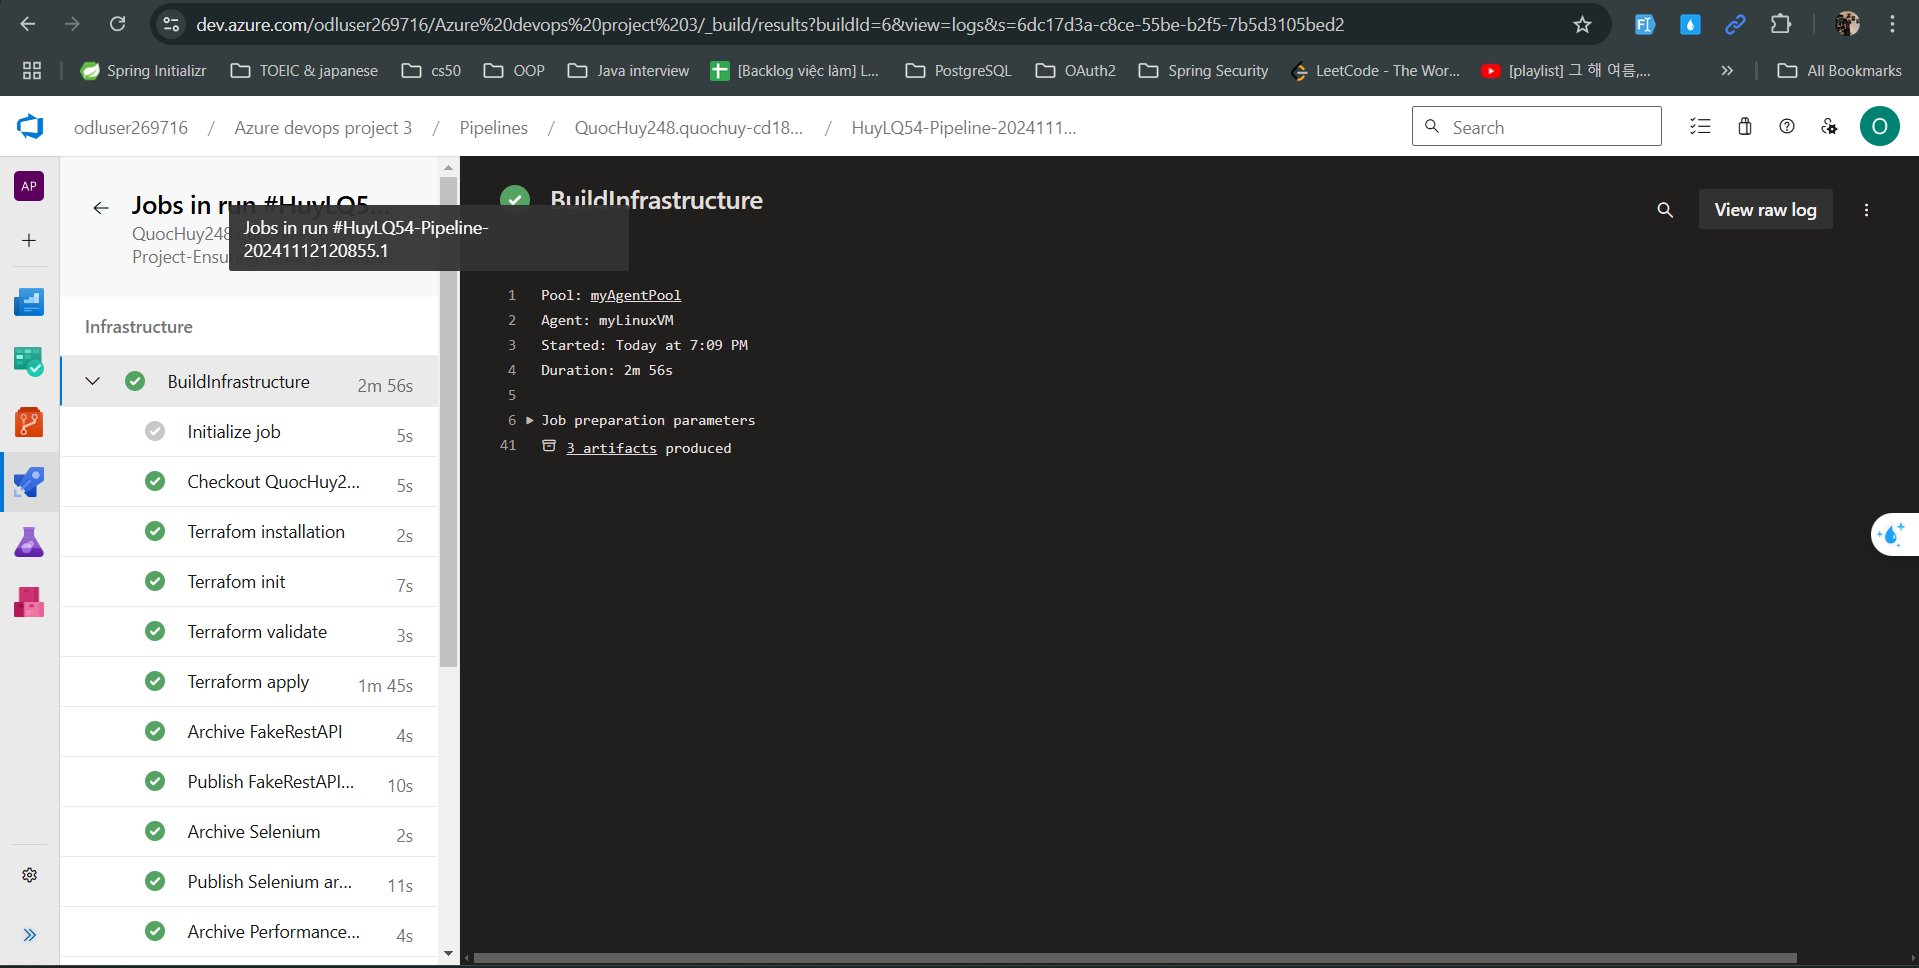 dev.azure.com/odluser269716/Azure%20devops%20project%203/_build/results?buildId=6&view=logs&s=6dc17d3a-c8ce-55be-b2f5-7b5d3105bed2
Spring Initializr
TOEIC & japanese
cs50
OOP
Java interview
[Backlog việc làm] L...
PostgreSQL
OAuth2
Spring Security
LeetCode - The Wor...
[playlist] 그 해 여름,...
All Bookmarks
odluser269716 / Azure devops project 3 / Pipelines / QuocHuy248.quochuy-cd18... / HuyLQ54-Pipeline-2024111...
Search
O
AP
Jobs in run #HuyLQ5...
QuocHuy248
Project-Ensu
Jobs in run #HuyLQ54-Pipeline-
20241112120855.1
Infrastructure
BuildInfrastructure 2m 56s
Initialize job 5s
Checkout QuocHuy2... 5s
Terrafom installation 2s
Terrafom init 7s
Terraform validate 3s
Terraform apply 1m 45s
Archive FakeRestAPI 4s
Publish FakeRestAPI... 10s
Archive Selenium 2s
Publish Selenium ar... 11s
Archive Performance... 4s
BuildInfrastructure
View raw log
1 Pool: myAgentPool
2 Agent: myLinuxVM
3 Started: Today at 7:09 PM
4 Duration: 2m 56s
5
6 Job preparation parameters
41 3 artifacts produced